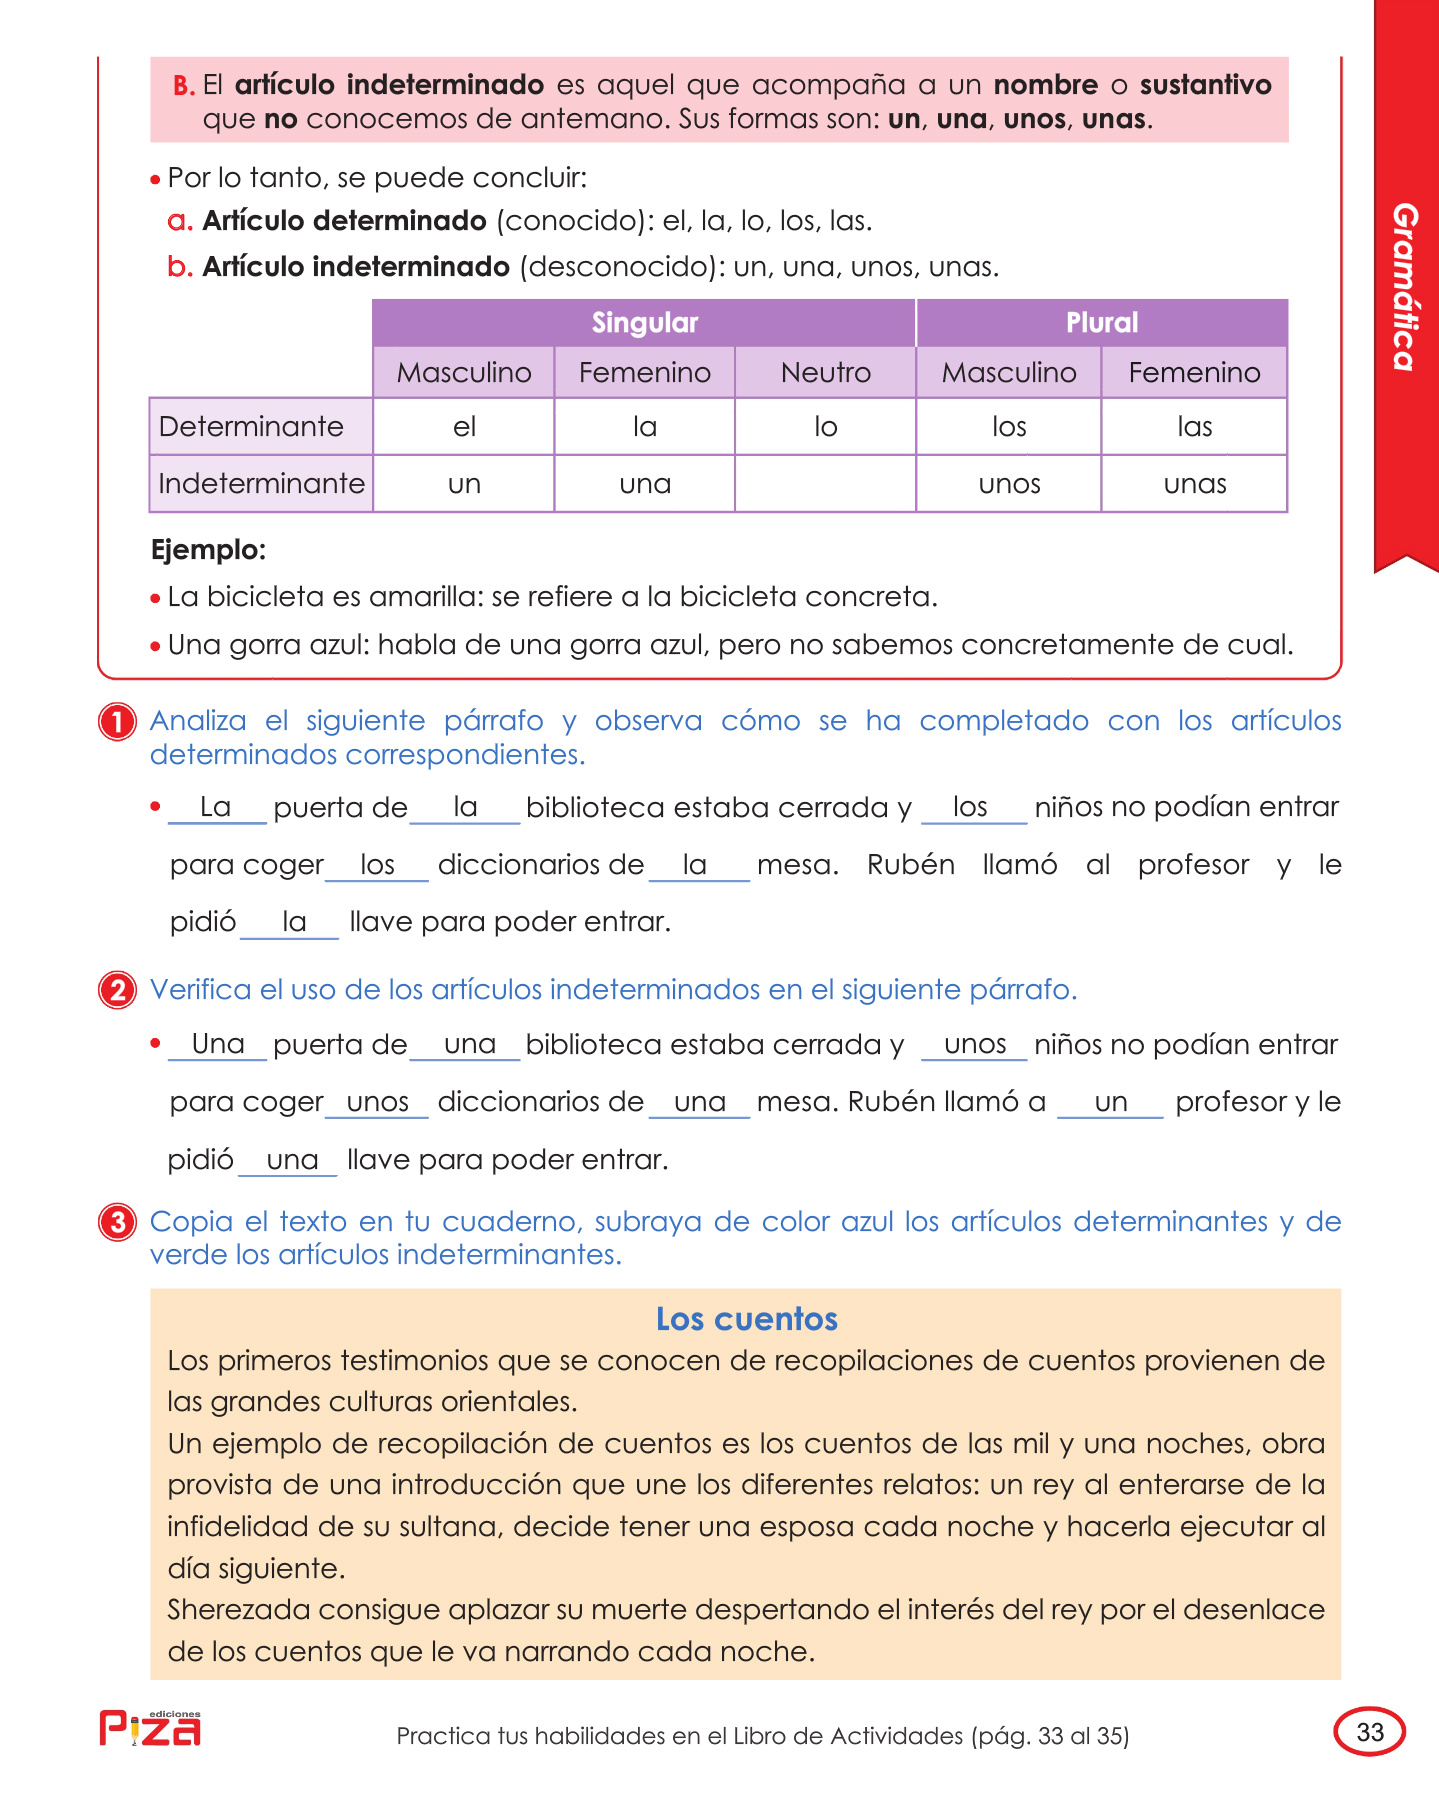 B. El artículo indeterminado es aquel que acompaña a un nombre o sustantivo
que no conocemos de antemano. Sus formas son: un, una, unos, unas.
• Por lo tanto, se puede concluir:
a. Artículo determinado (conocido): el, la, lo, los, las.
b. Artículo indeterminado (desconocido): un, una, unos, unas.
Singular Plural
Masculino Femenino Neutro Masculino Femenino
Determinante el la lo los las
Indeterminante un una unos unas
Ejemplo:
• La bicicleta es amarilla: se refiere a la bicicleta concreta.
• Una gorra azul: habla de una gorra azul, pero no sabemos concretamente de cual.
Gramática
1 Analiza el siguiente párrafo y observa cómo se ha completado con los artículos
determinados correspondientes.
• La puerta de la biblioteca estaba cerrada y los niños no podían entrar
para coger los diccionarios de la mesa. Rubén llamó al profesor y le
pidió la llave para poder entrar.
2 Verifica el uso de los artículos indeterminados en el siguiente párrafo.
• Una puerta de una biblioteca estaba cerrada y unos niños no podían entrar
para coger unos diccionarios de una mesa. Rubén llamó a un profesor y le
pidió una llave para poder entrar.
3 Copia el texto en tu cuaderno, subraya de color azul los artículos determinantes y de
verde los artículos indeterminantes.
Los cuentos
Los primeros testimonios que se conocen de recopilaciones de cuentos provienen de
las grandes culturas orientales.
Un ejemplo de recopilación de cuentos es los cuentos de las mil y una noches, obra
provista de una introducción que une los diferentes relatos: un rey al enterarse de la
infidelidad de su sultana, decide tener una esposa cada noche y hacerla ejecutar al
día siguiente.
Sherezada consigue aplazar su muerte despertando el interés del rey por el desenlace
de los cuentos que le va narrando cada noche.
ediciones
Piza
Practica tus habilidades en el Libro de Actividades (pág. 33 al 35)
33